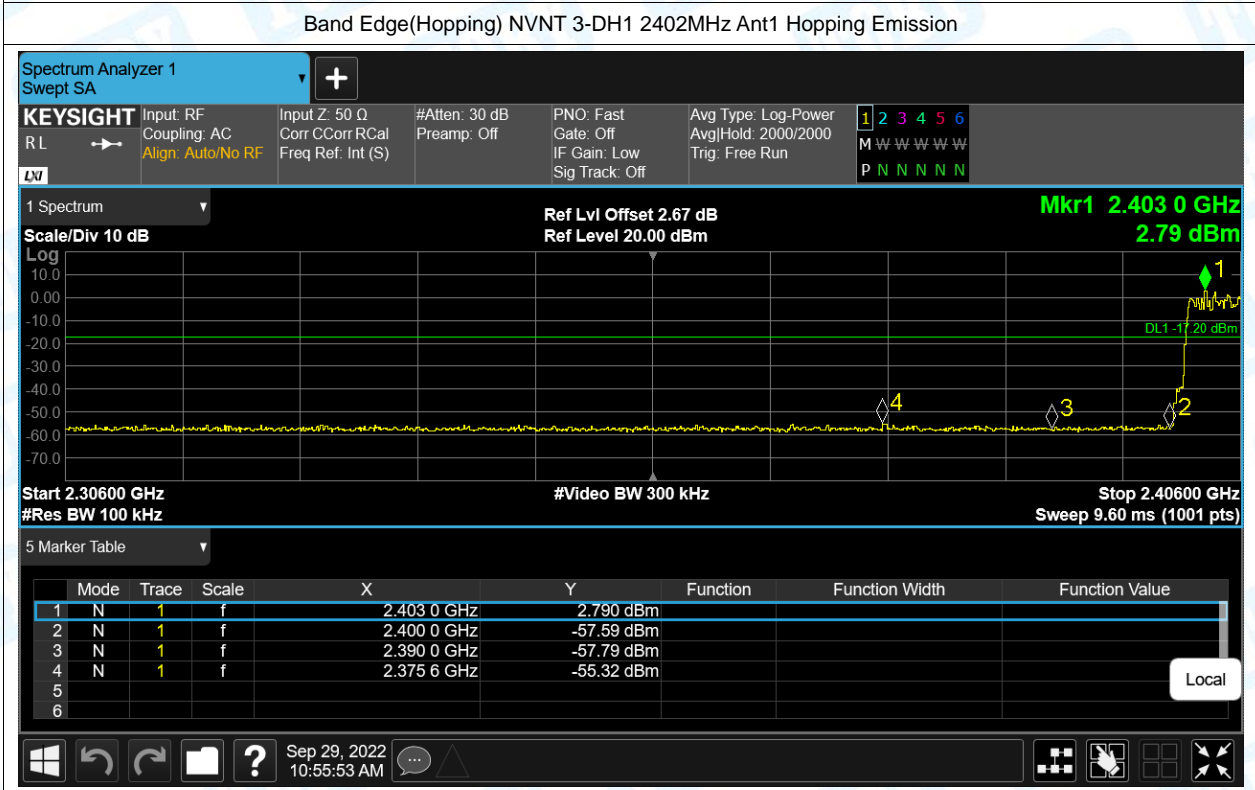 Band Edge(Hopping) NVNT 3-DH1 2402MHz Ant1 Hopping Emission
Spectrum Analyzer 1
Swept SA
KEYSIGHT
R L
LXI
Input: RF
Coupling: AC
Align: Auto/No RF
Input Z: 50 Ω
Corr CCorr RCal
Freq Ref: Int (S)
#Atten: 30 dB
Preamp: Off
PNO: Fast
Gate: Off
IF Gain: Low
Sig Track: Off
Avg Type: Log-Power
Avg|Hold: 2000/2000
Trig: Free Run
1 2 3 4 5 6
M W W W W W
P N N N N N
1 Spectrum
Scale/Div 10 dB
Ref Lvl Offset 2.67 dB
Ref Level 20.00 dBm
Mkr1 2.403 0 GHz
2.79 dBm
Log
10.0
0.00
-10.0
-20.0
-30.0
-40.0
-50.0
-60.0
-70.0
1
DL1 -17.20 dBm
4
3
2
Start 2.30600 GHz
#Video BW 300 kHz
Stop 2.40600 GHz
#Res BW 100 kHz
Sweep 9.60 ms (1001 pts)
5 Marker Table
Mode Trace Scale X Y Function Function Width Function Value
1 N 1 f 2.403 0 GHz 2.790 dBm
2 N 1 f 2.400 0 GHz -57.59 dBm
3 N 1 f 2.390 0 GHz -57.79 dBm
4 N 1 f 2.375 6 GHz -55.32 dBm
5
6
Local
?
Sep 29, 2022
10:55:53 AM